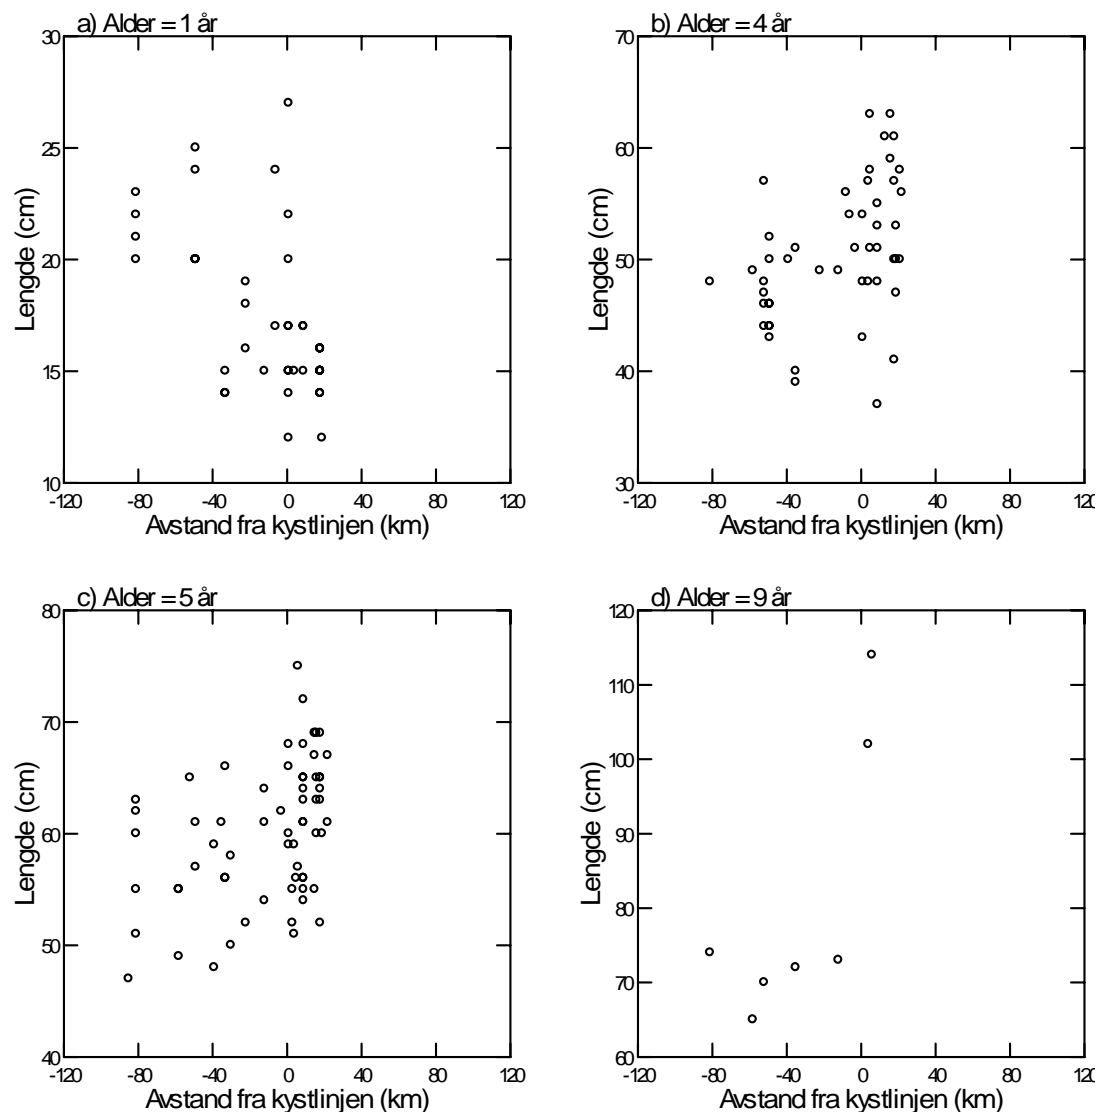 a) Alder = 1 år
30
25
20
15
10
Lengde (cm)
-120 -80 -40 0 40 80 120
Avstand fra kystlinjen (km)
b) Alder = 4 år
70
60
50
40
30
Lengde (cm)
-120 -80 -40 0 40 80 120
Avstand fra kystlinjen (km)
c) Alder = 5 år
80
70
60
50
40
Lengde (cm)
-120 -80 -40 0 40 80 120
Avstand fra kystlinjen (km)
d) Alder = 9 år
120
110
100
90
80
70
60
Lengde (cm)
-120 -80 -40 0 40 80 120
Avstand fra kystlinjen (km)